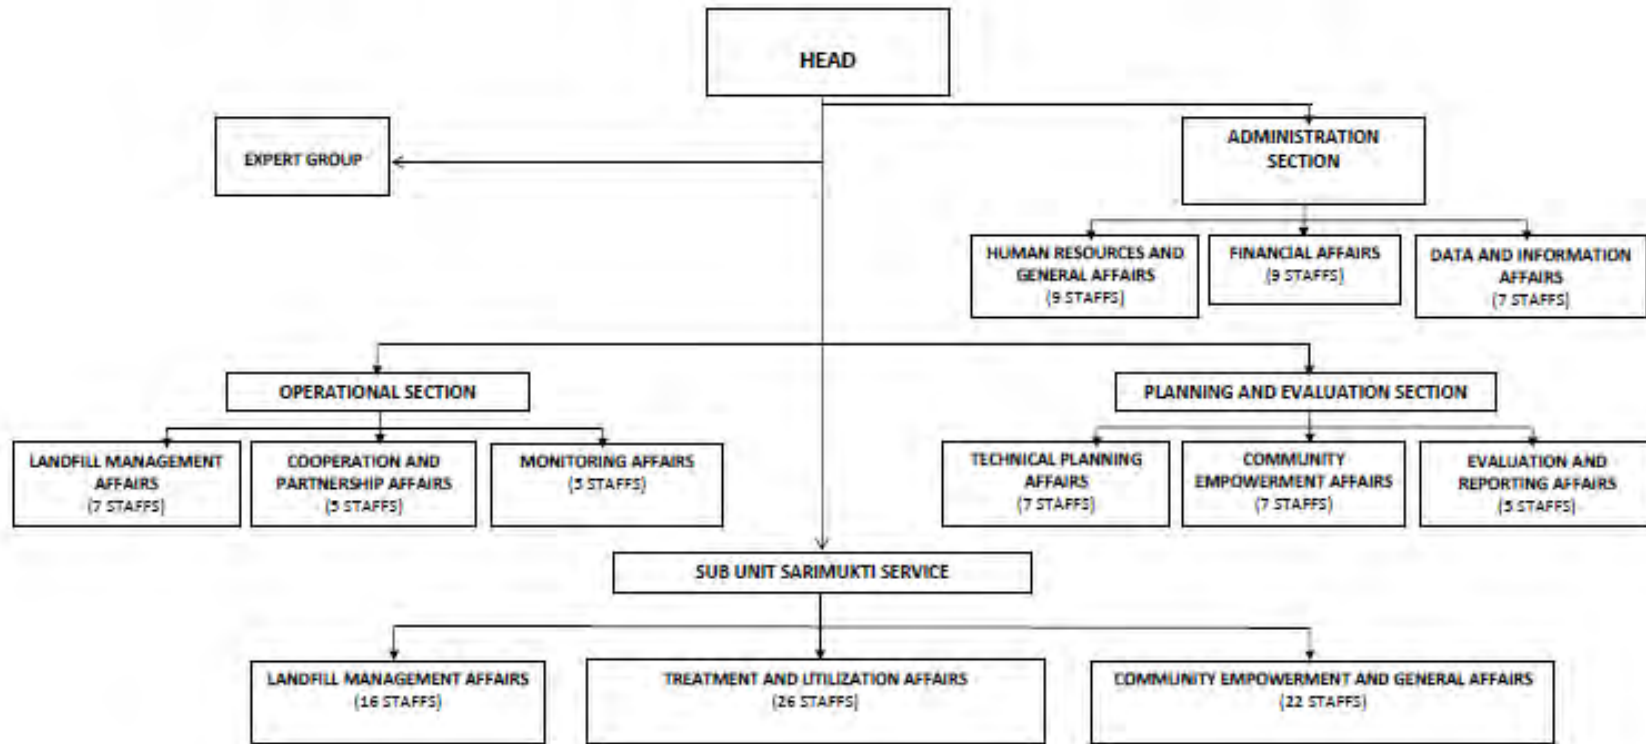 HEAD
EXPERT GROUP
ADMINISTRATION
SECTION
HUMAN RESOURCES AND
GENERAL AFFAIRS
(9 STAFFS)
FINANCIAL AFFAIRS
(9 STAFFS)
DATA AND INFORMATION
AFFAIRS
(7 STAFFS)
OPERATIONAL SECTION
PLANNING AND EVALUATION SECTION
LANDFILL MANAGEMENT
AFFAIRS
(7 STAFFS)
COOPERATION AND
PARTNERSHIP AFFAIRS
(5 STAFFS)
MONITORING AFFAIRS
(5 STAFFS)
TECHNICAL PLANNING
AFFAIRS
(7 STAFFS)
COMMUNITY
EMPOWERMENT AFFAIRS
(7 STAFFS)
EVALUATION AND
REPORTING AFFAIRS
(5 STAFFS)
SUB UNIT SARIMUKTI SERVICE
LANDFILL MANAGEMENT AFFAIRS
(16 STAFFS)
TREATMENT AND UTILIZATION AFFAIRS
(26 STAFFS)
COMMUNITY EMPOWERMENT AND GENERAL AFFAIRS
(22 STAFFS)